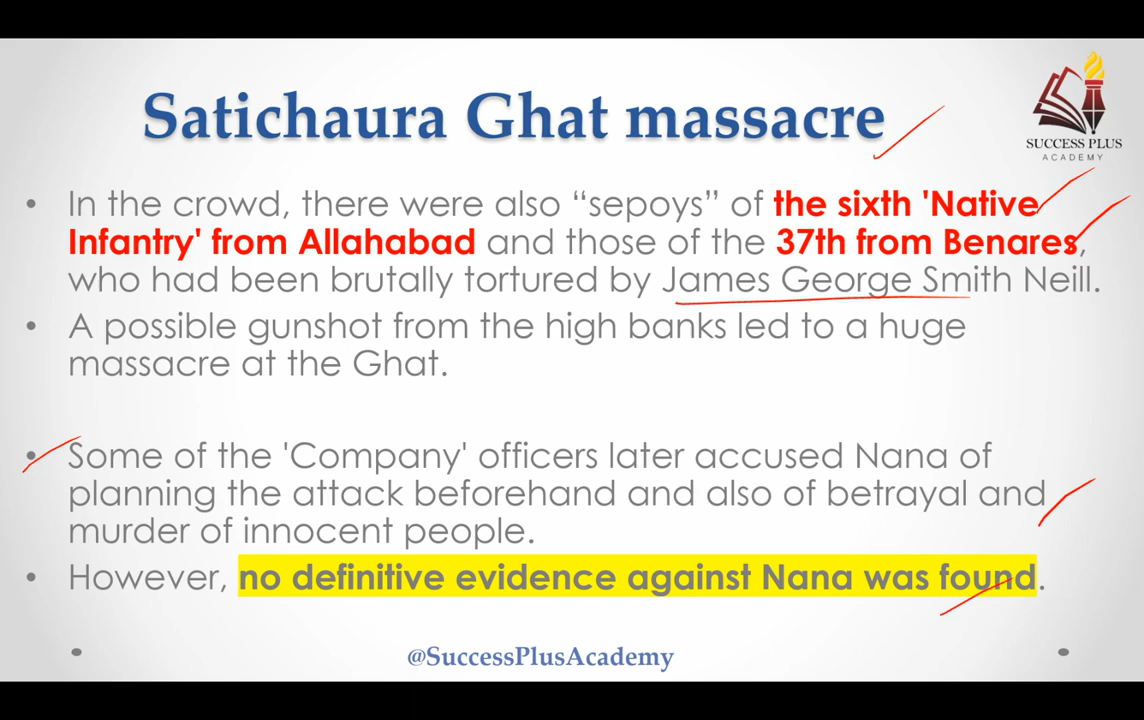 Satichaura Ghat massacre
SUCCESS PLUS
ACADEMY
• In the crowd, there were also “sepoys” of the sixth 'Native
Infantry' from Allahabad and those of the 37th from Benares,
who had been brutally tortured by James George Smith Neill.
• A possible gunshot from the high banks led to a huge
massacre at the Ghat.
• Some of the 'Company' officers later accused Nana of
planning the attack beforehand and also of betrayal and
murder of innocent people.
• However, no definitive evidence against Nana was found.
@SuccessPlusAcademy